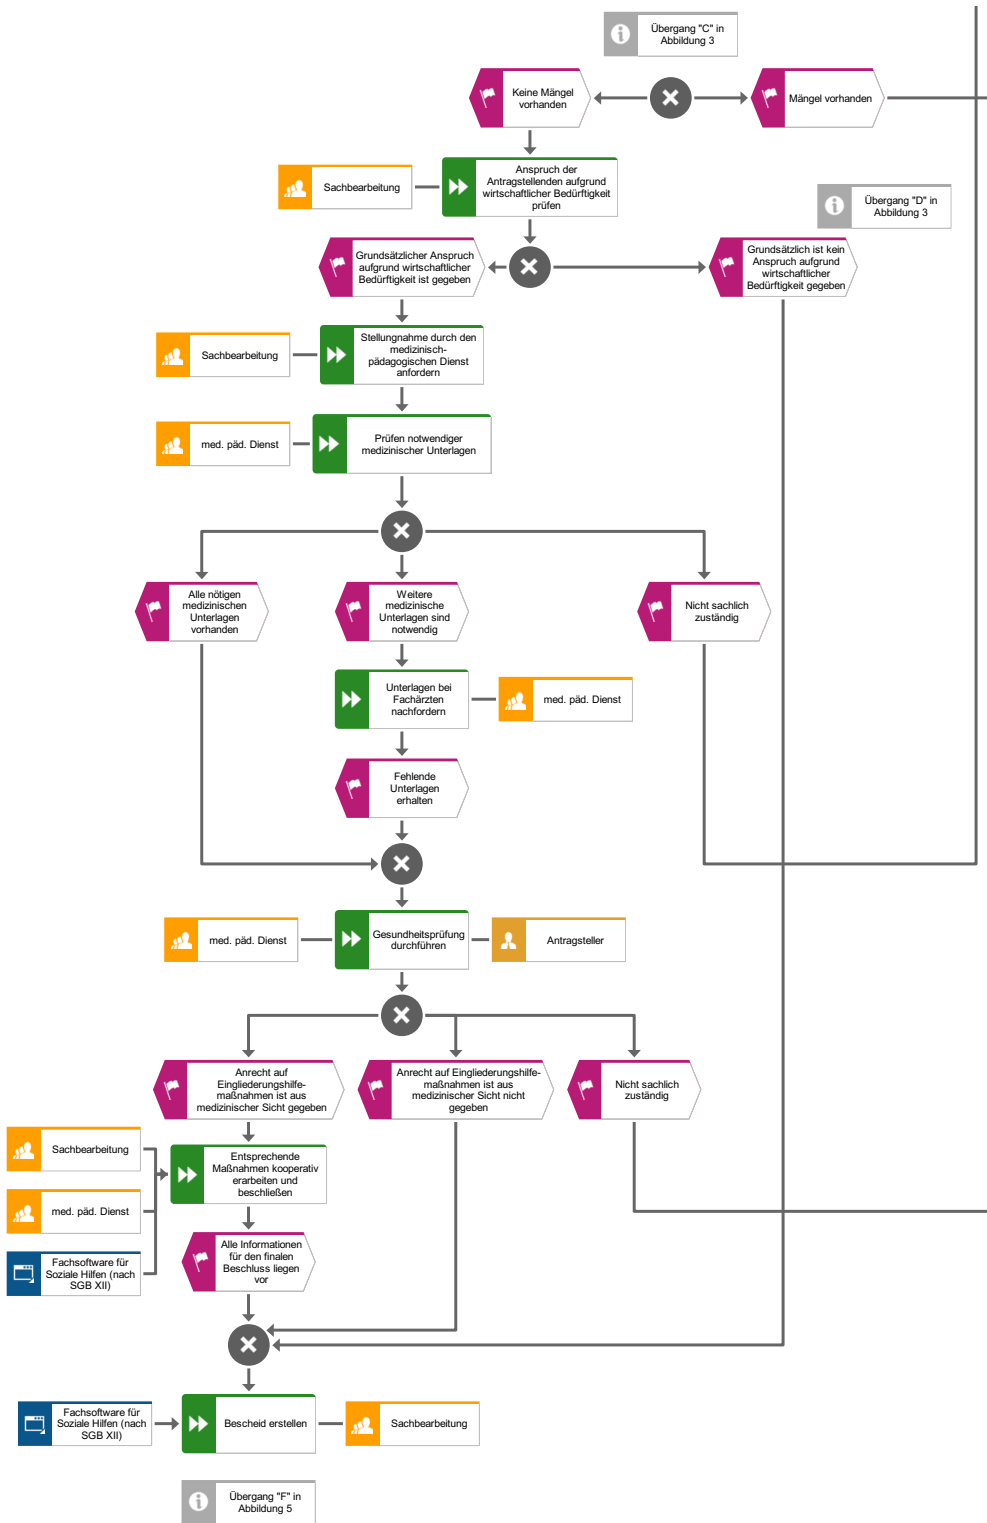 Übergang "C" in
Abbildung 3
Keine Mängel
vorhanden
Mängel vorhanden
Anspruch der
Antragstellenden aufgrund
wirtschaftlicher Bedürftigkeit
prüfen
Sachbearbeitung
Übergang "D" in
Abbildung 3
Grundsätzlicher Anspruch
aufgrund wirtschaftlicher
Bedürftigkeit ist gegeben
Grundsätzlich ist kein
Anspruch aufgrund
wirtschaftlicher
Bedürftigkeit gegeben
Sachbearbeitung
Stellungnahme durch den
medizinisch-
pädagogischen Dienst
anfordern
med. päd. Dienst
Prüfen notwendiger
medizinischer Unterlagen
Alle nötigen
medizinischen
Unterlagen
vorhanden
Weitere
medizinische
Unterlagen sind
notwendig
Nicht sachlich
zuständig
Unterlagen bei
Fachärzten
nachfordern
med. päd. Dienst
Fehlende
Unterlagen
erhalten
med. päd. Dienst
Gesundheitsprüfung
durchführen
Antragsteller
Anrecht auf
Eingliederungshilfe-
maßnahmen ist aus
medizinischer Sicht gegeben
Anrecht auf Eingliederungshilfe-
maßnahmen ist aus
medizinischer Sicht nicht
gegeben
Nicht sachlich
zuständig
Sachbearbeitung
Entsprechende
Maßnahmen kooperativ
erarbeiten und
beschließen
med. päd. Dienst
Fachsoftware für
Soziale Hilfen (nach
SGB XII)
Alle Informationen
für den finalen
Beschluss liegen
vor
Fachsoftware für
Soziale Hilfen (nach
SGB XII)
Bescheid erstellen
Sachbearbeitung
Übergang "F" in
Abbildung 5